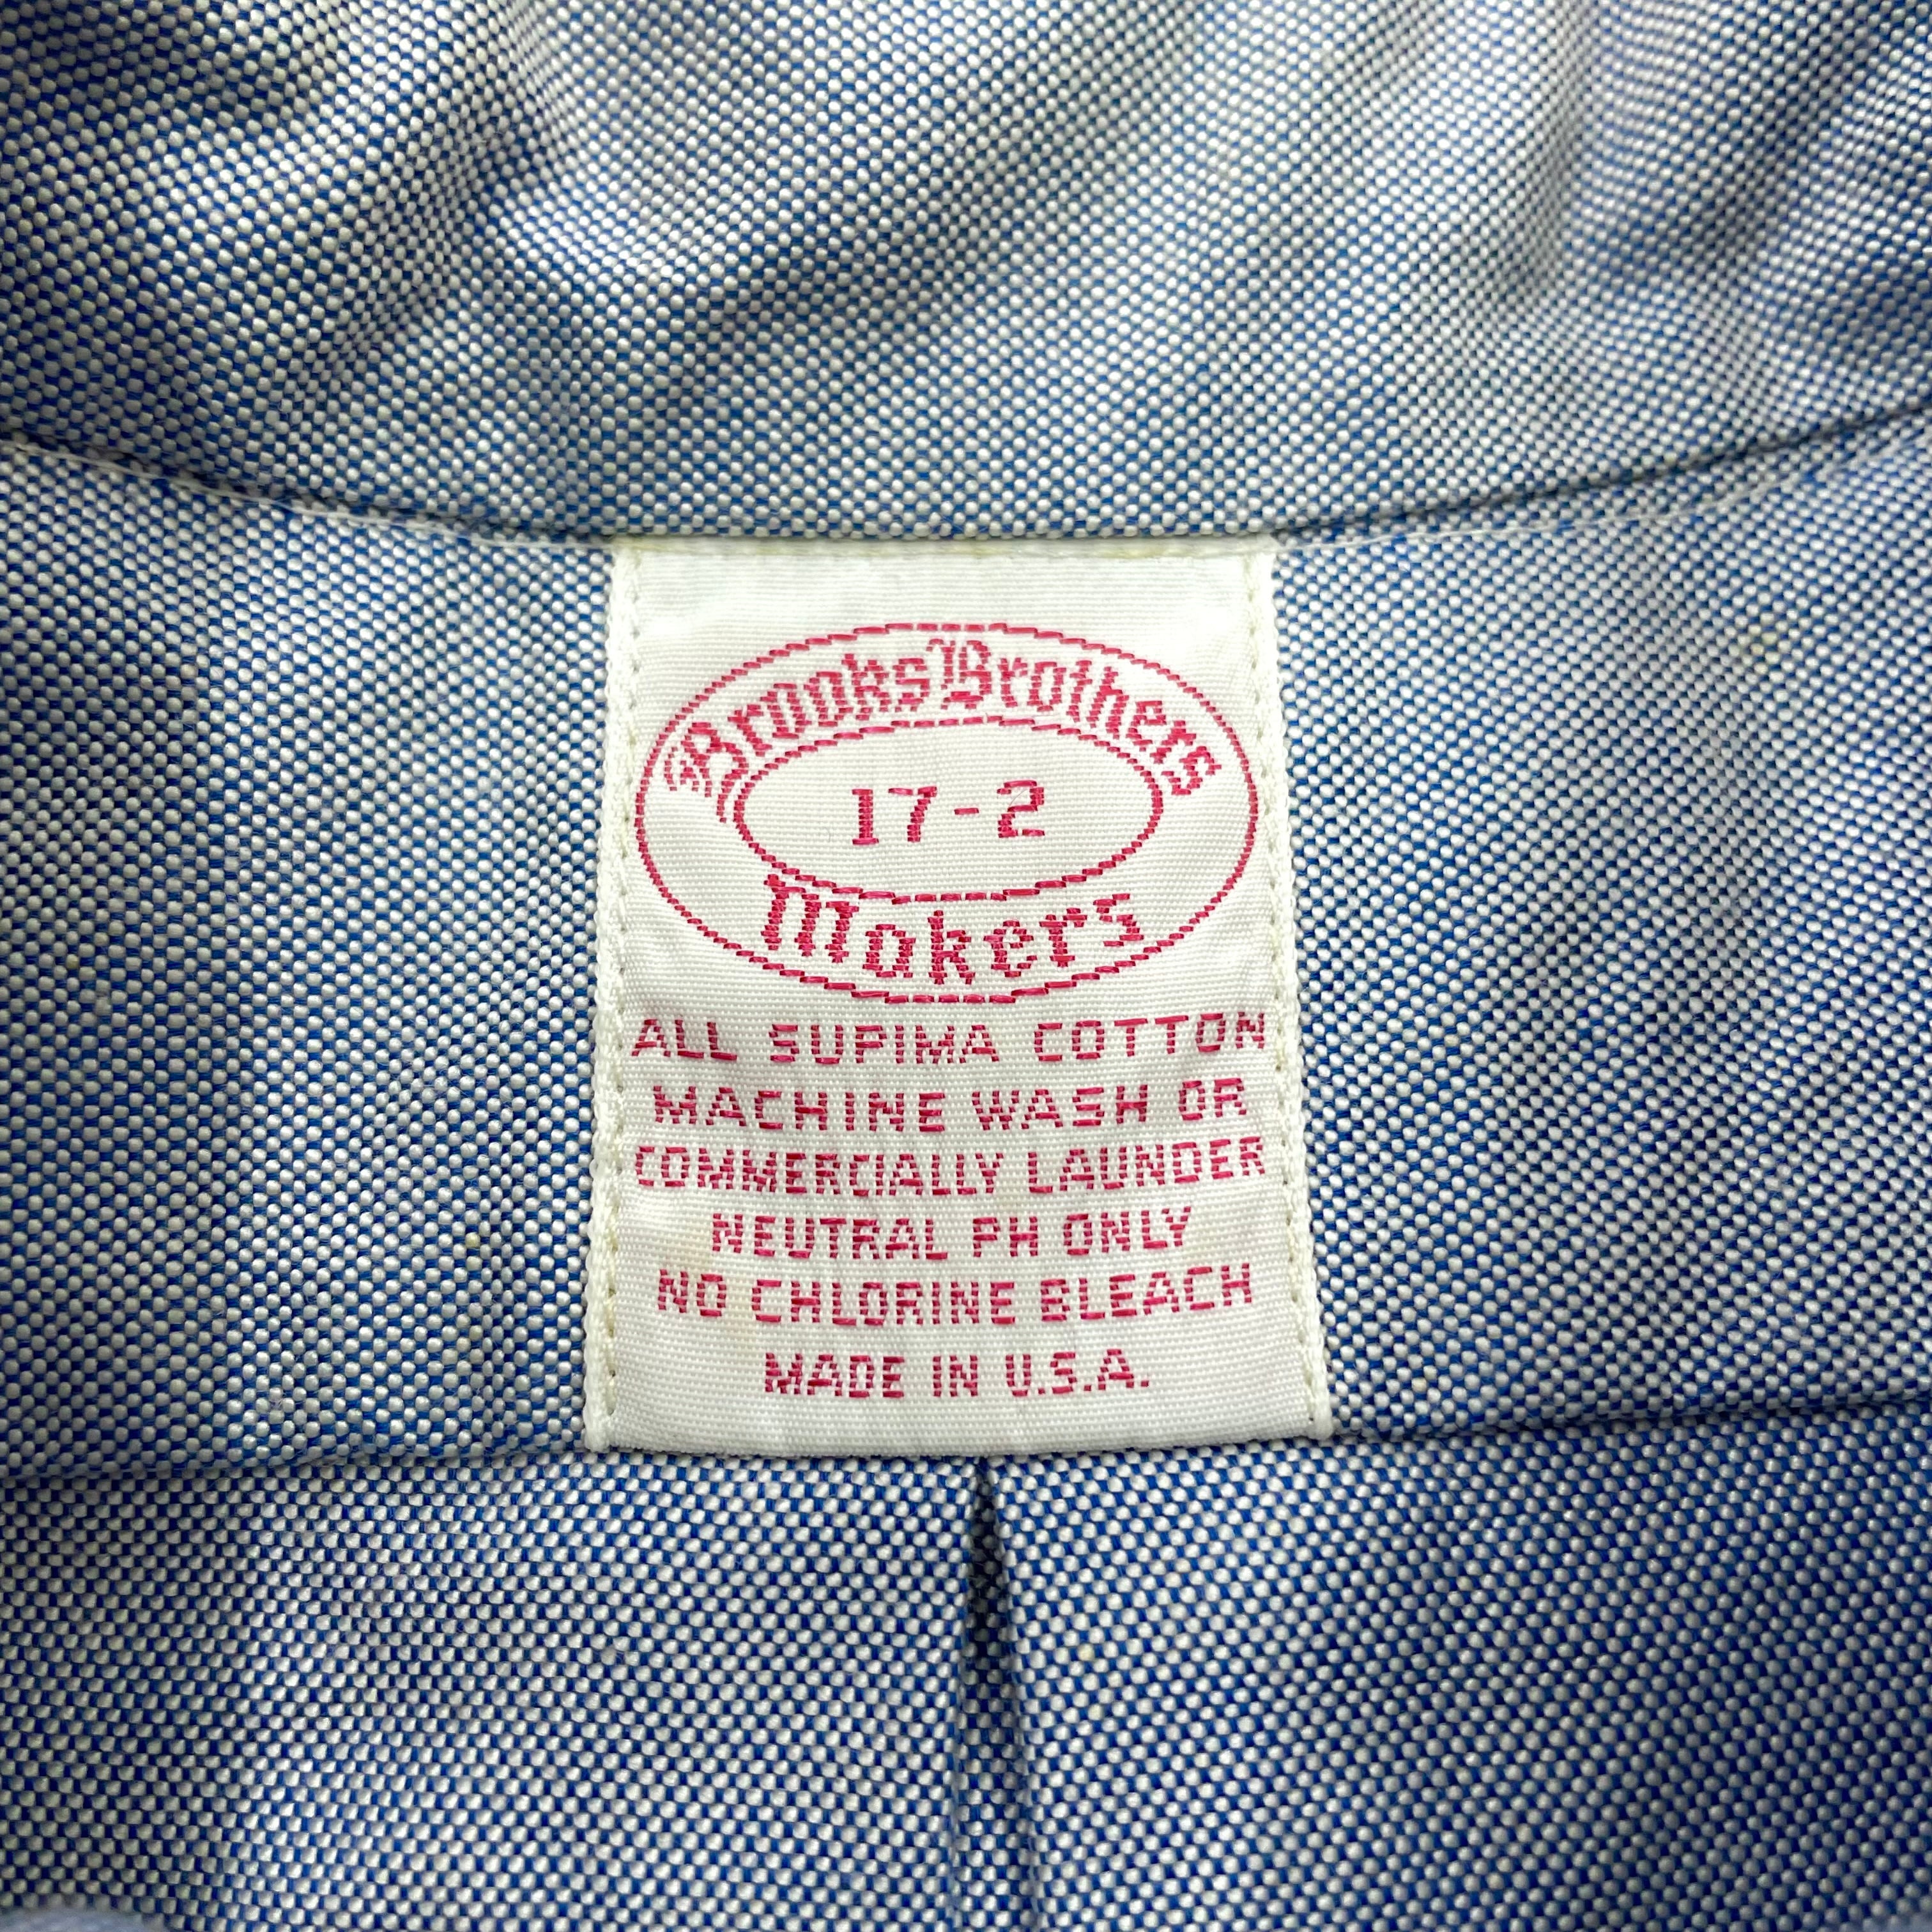 Brooks Brothers
17-2
Makers
ALL SUPIMA COTTON
MACHINE WASH OR
COMMERCIALLY LAUNDER
NEUTRAL PH ONLY
NO CHLORINE BLEACH
MADE IN U.S.A.